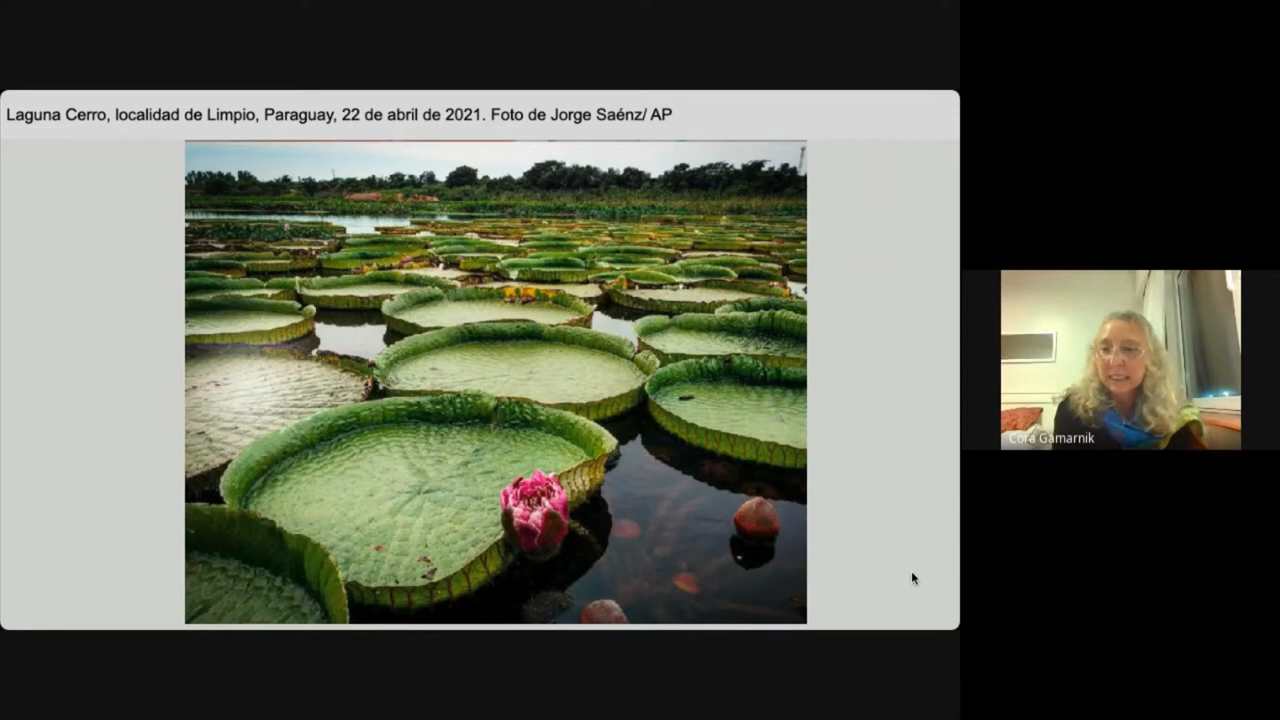 Laguna Cerro, localidad de Limpio, Paraguay, 22 de abril de 2021. Foto de Jorge Saénz/ AP
Cora Gamarnik